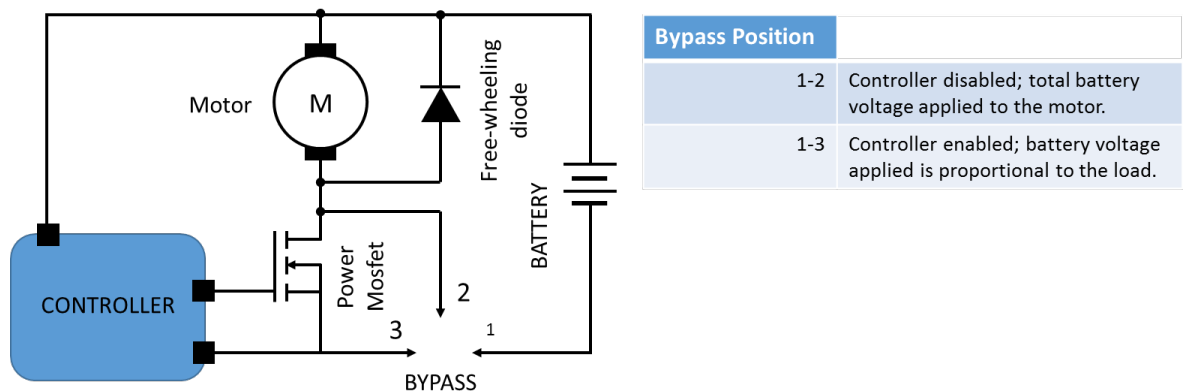 Motor
M
Free-wheeling
diode
BATTERY
Power
Mosfet
CONTROLLER
2
3
1
BYPASS
Bypass Position
1-2
Controller disabled; total battery
voltage applied to the motor.
1-3
Controller enabled; battery voltage
applied is proportional to the load.